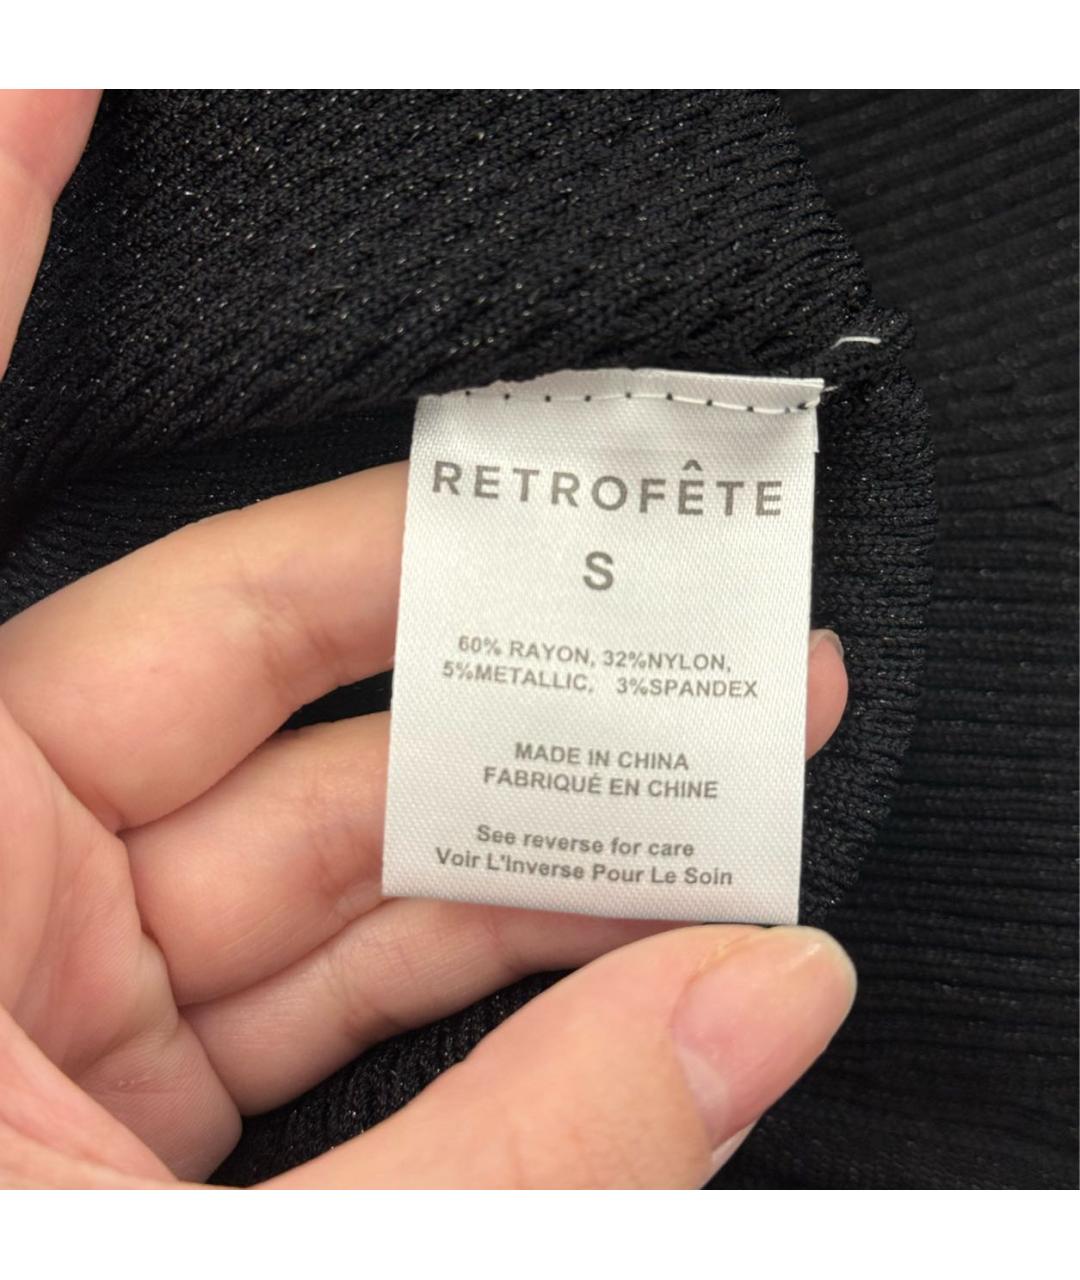 RETROFÊTE
S
60% RAYON, 32%NYLON,
5%METALLIC, 3%SPANDEX
MADE IN CHINA
FABRIQUÉ EN CHINE
See reverse for care
Voir L'Inverse Pour Le Soin